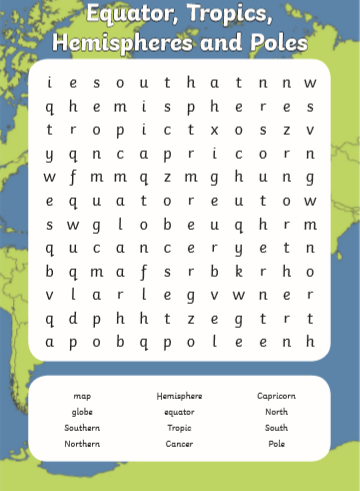 Equator, Tropics,
Hemispheres and Poles
i e s o u t h a t n n w
q h e m i s p h e r e s
t r o p i c t x o s z v
y q n c a p r i c o r n
w f m m q z m g h u n g
e q u a t o r e u t o w
s w g l o b e u q h r m
q u c a n c e r y e t n
b q m a f s r b k r h o
v l a r l e g v w n e r
q d p h h t z e g t r t
a p o b q p o l e e n h
map Hemisphere Capricorn
globe equator North
Southern Tropic South
Northern Cancer Pole